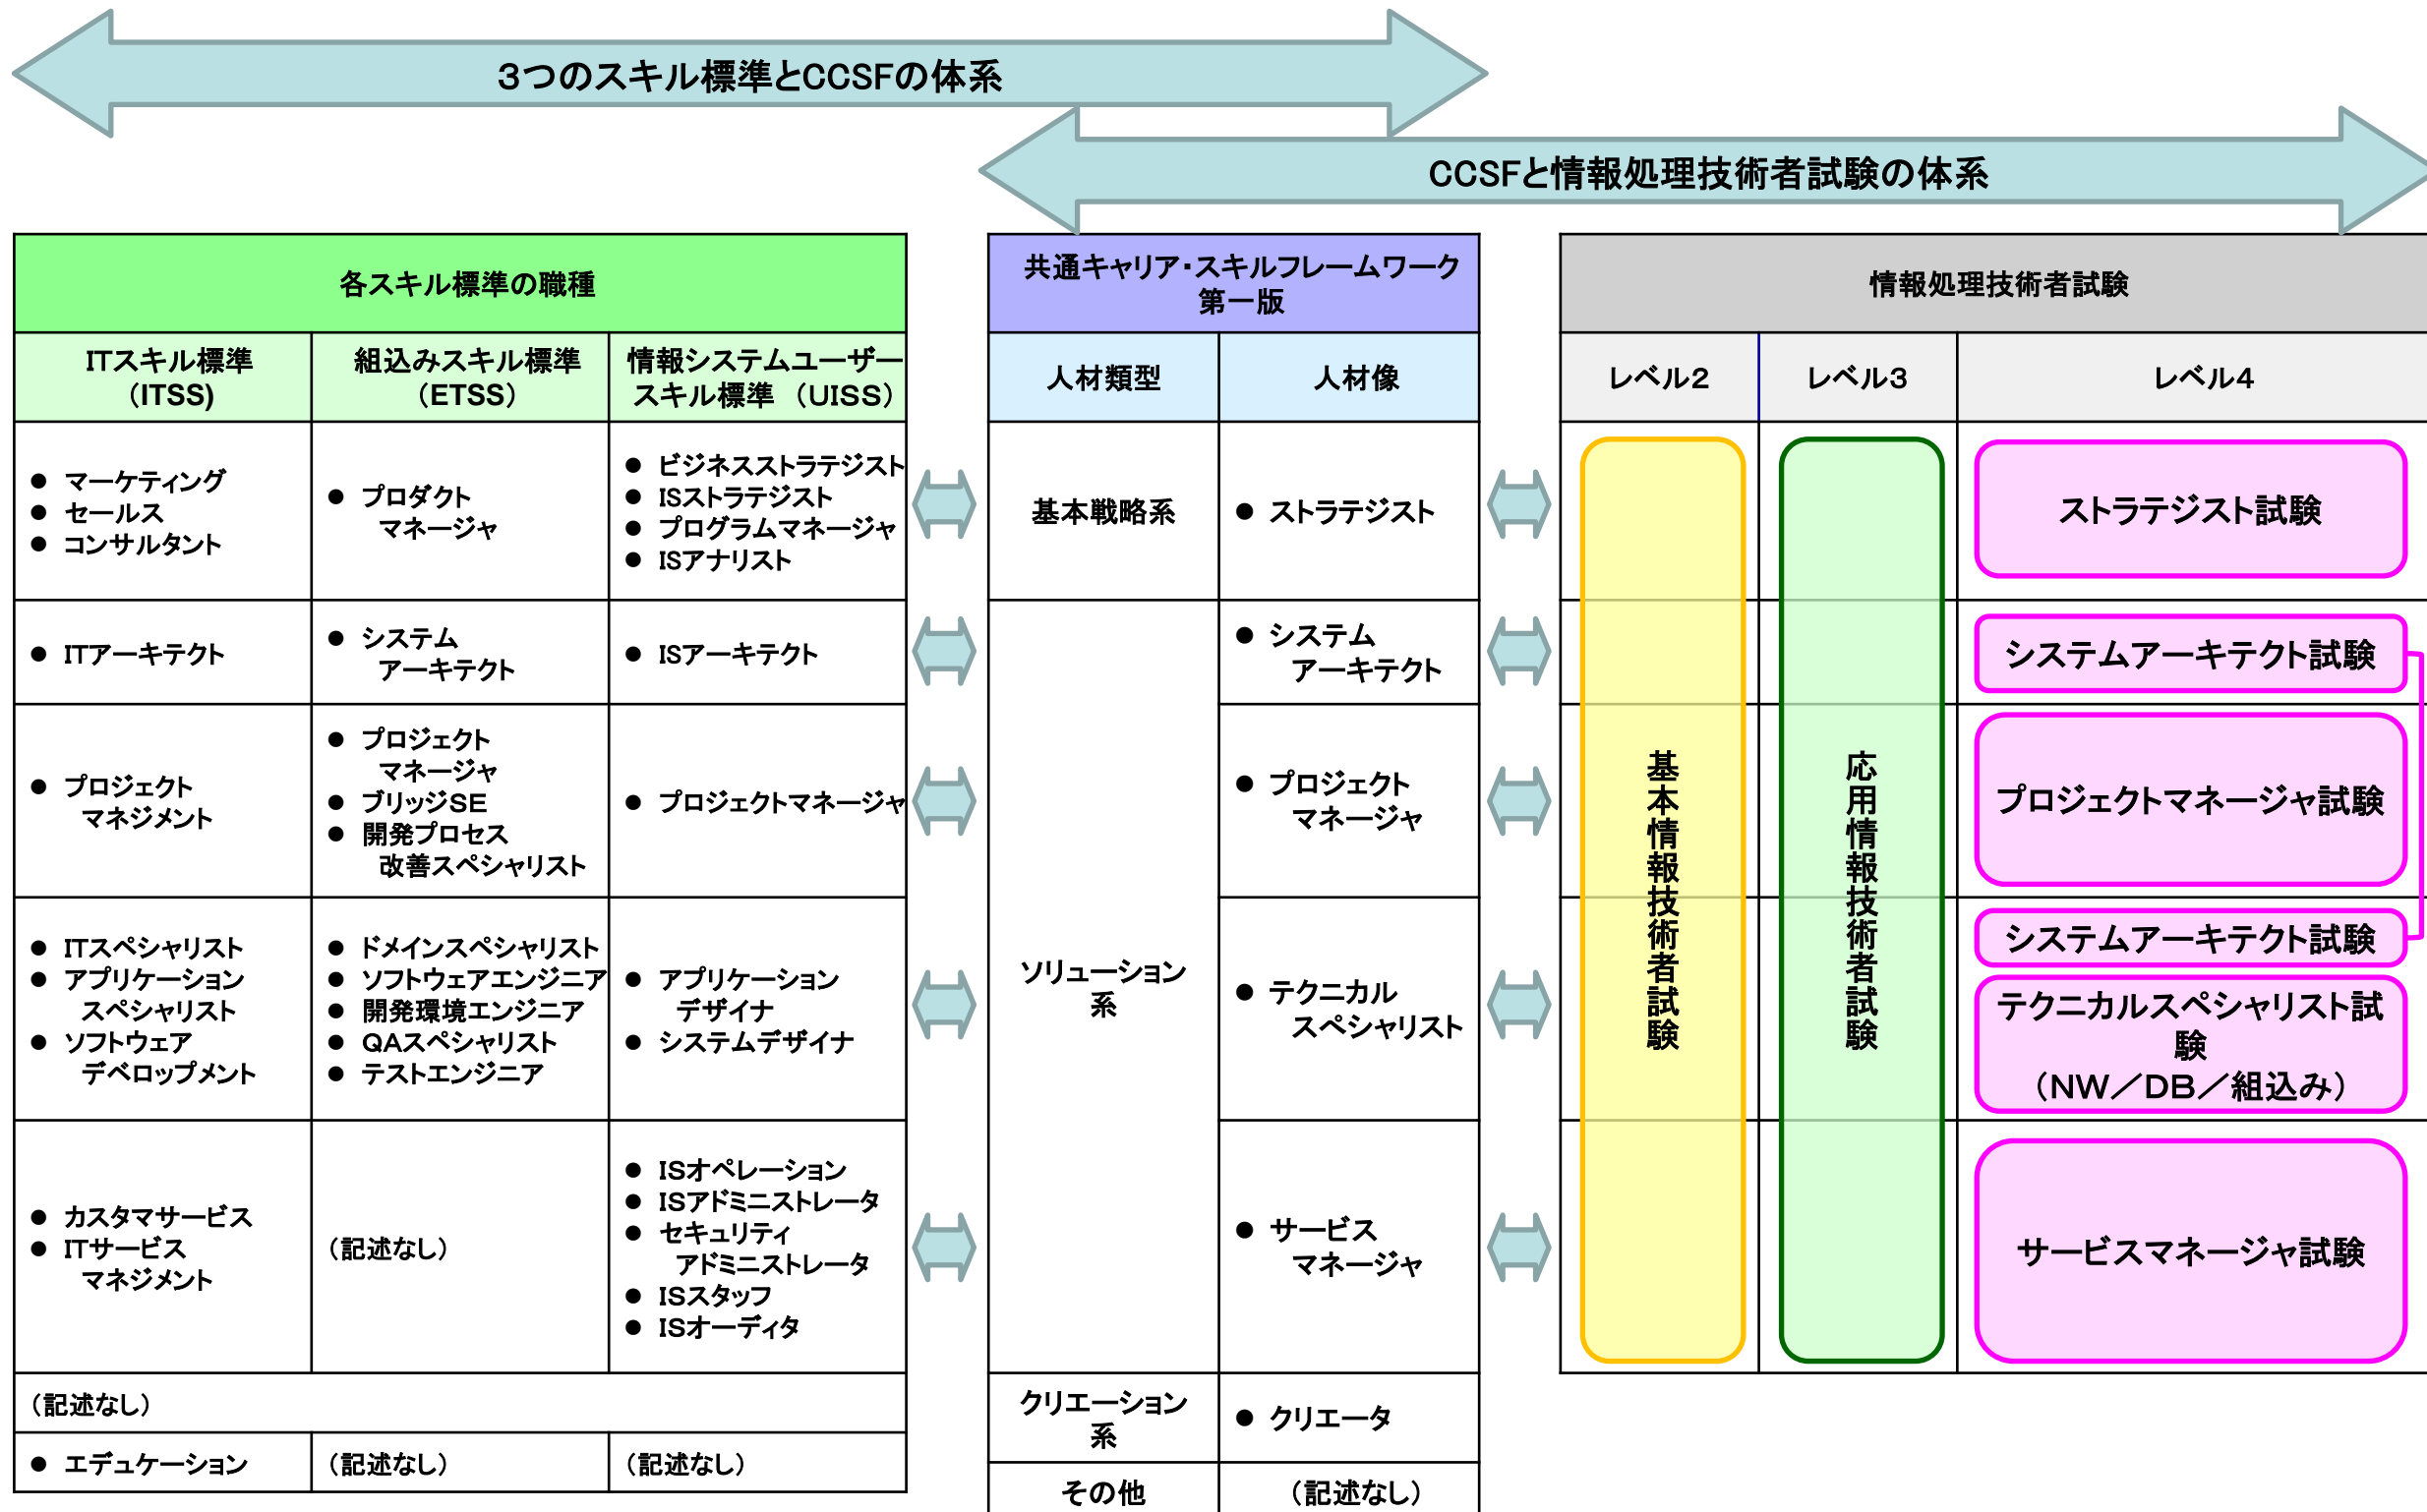 ３つのスキル標準とCCSFの体系
CCSFと情報処理技術者試験の体系
各スキル標準の職種
ITスキル標準
（ITSS)
組込みスキル標準
（ETSS）
情報システムユーザー
スキル標準　（ＵＩＳＳ）
● マーケティング
● セールス
● コンサルタント
● プロダクト
マネージャ
● ビジネスストラテジスト
● ISストラテジスト
● プログラムマネージャ
● ISアナリスト
● ITアーキテクト
● システム
アーキテクト
● ISアーキテクト
● プロジェクト
マネジメント
● プロジェクト
マネージャ
● ブリッジＳＥ
● 開発プロセス
改善スペシャリスト
● プロジェクトマネージャ
● ITスペシャリスト
● アプリケーション
スペシャリスト
● ソフトウェア
デベロップメント
● ドメインスペシャリスト
● ソフトウェアエンジニア
● 開発環境エンジニア
● ＱＡスペシャリスト
● テストエンジニア
● アプリケーション
デザイナ
● システムデザイナ
● カスタマサービス
● ITサービス
マネジメント
（記述なし）
● ＩＳオペレーション
● ＩＳアドミニストレータ
● セキュリティ
アドミニストレータ
● ＩＳスタッフ
● ＩＳオーディタ
（記述なし）
● エデュケーション
（記述なし）
（記述なし）
共通キャリア・スキルフレームワーク
第一版
人材類型
人材像
基本戦略系
● ストラテジスト
ソリューション
系
● システム
アーキテクト
● プロジェクト
マネージャ
● テクニカル
スペシャリスト
● サービス
マネージャ
クリエーション
系
● クリエータ
その他
（記述なし）
情報処理技術者試験
レベル２
レベル３
レベル４
基本情報技術者試験
応用情報技術者試験
ストラテジスト試験
システムアーキテクト試験
プロジェクトマネージャ試験
システムアーキテクト試験
テクニカルスペシャリスト試
験
（ＮＷ／ＤＢ／組込み）
サービスマネージャ試験